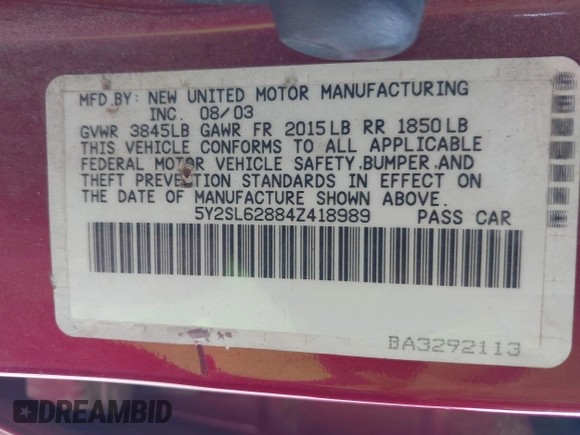 MFD.BY: NEW UNITED MOTOR MANUFACTURING
INC. 08/03
GVWR 3845LB GAWR FR 2015LB RR 1850LB
THIS VEHICLE CONFORMS TO ALL APPLICABLE
FEDERAL MOTOR VEHICLE SAFETY,BUMPER,AND
THEFT PREVENTION STANDARDS IN EFFECT ON
THE DATE OF MANUFACTURE SHOWN ABOVE.
5Y2SL62884Z418989 PASS CAR
BA3292113
DREAMBID